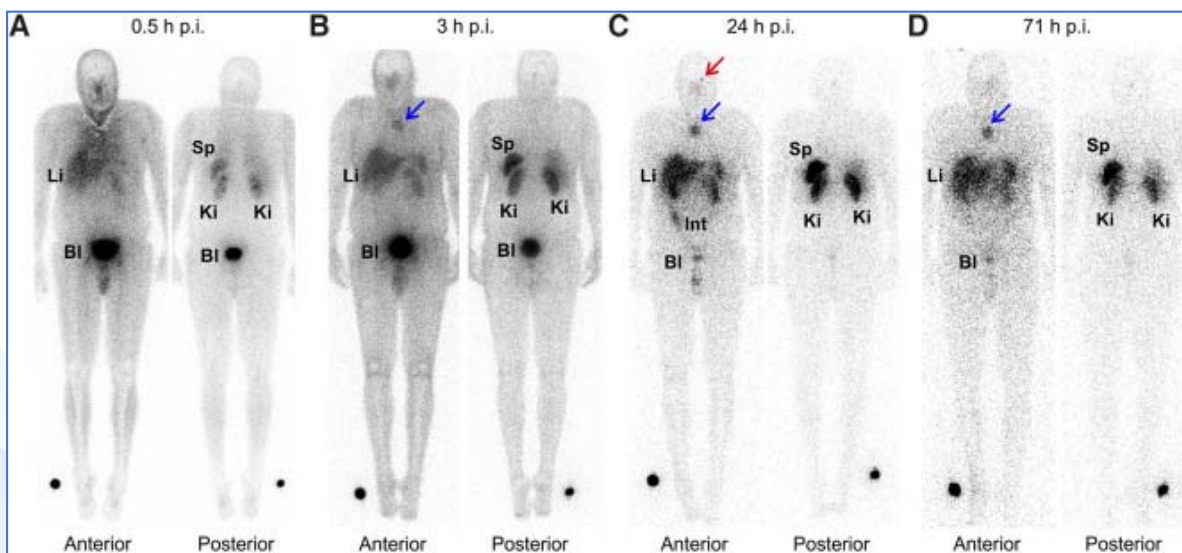 A 0.5 h p.i. B 3 h p.i. C 24 h p.i. D 71 h p.i.
Sp Sp Sp Sp
Li Li Li Li
Ki Ki Ki Ki Int Ki Ki Ki Ki
Bl Bl Bl Bl Bl Bl
Anterior Posterior Anterior Posterior Anterior Posterior Anterior Posterior